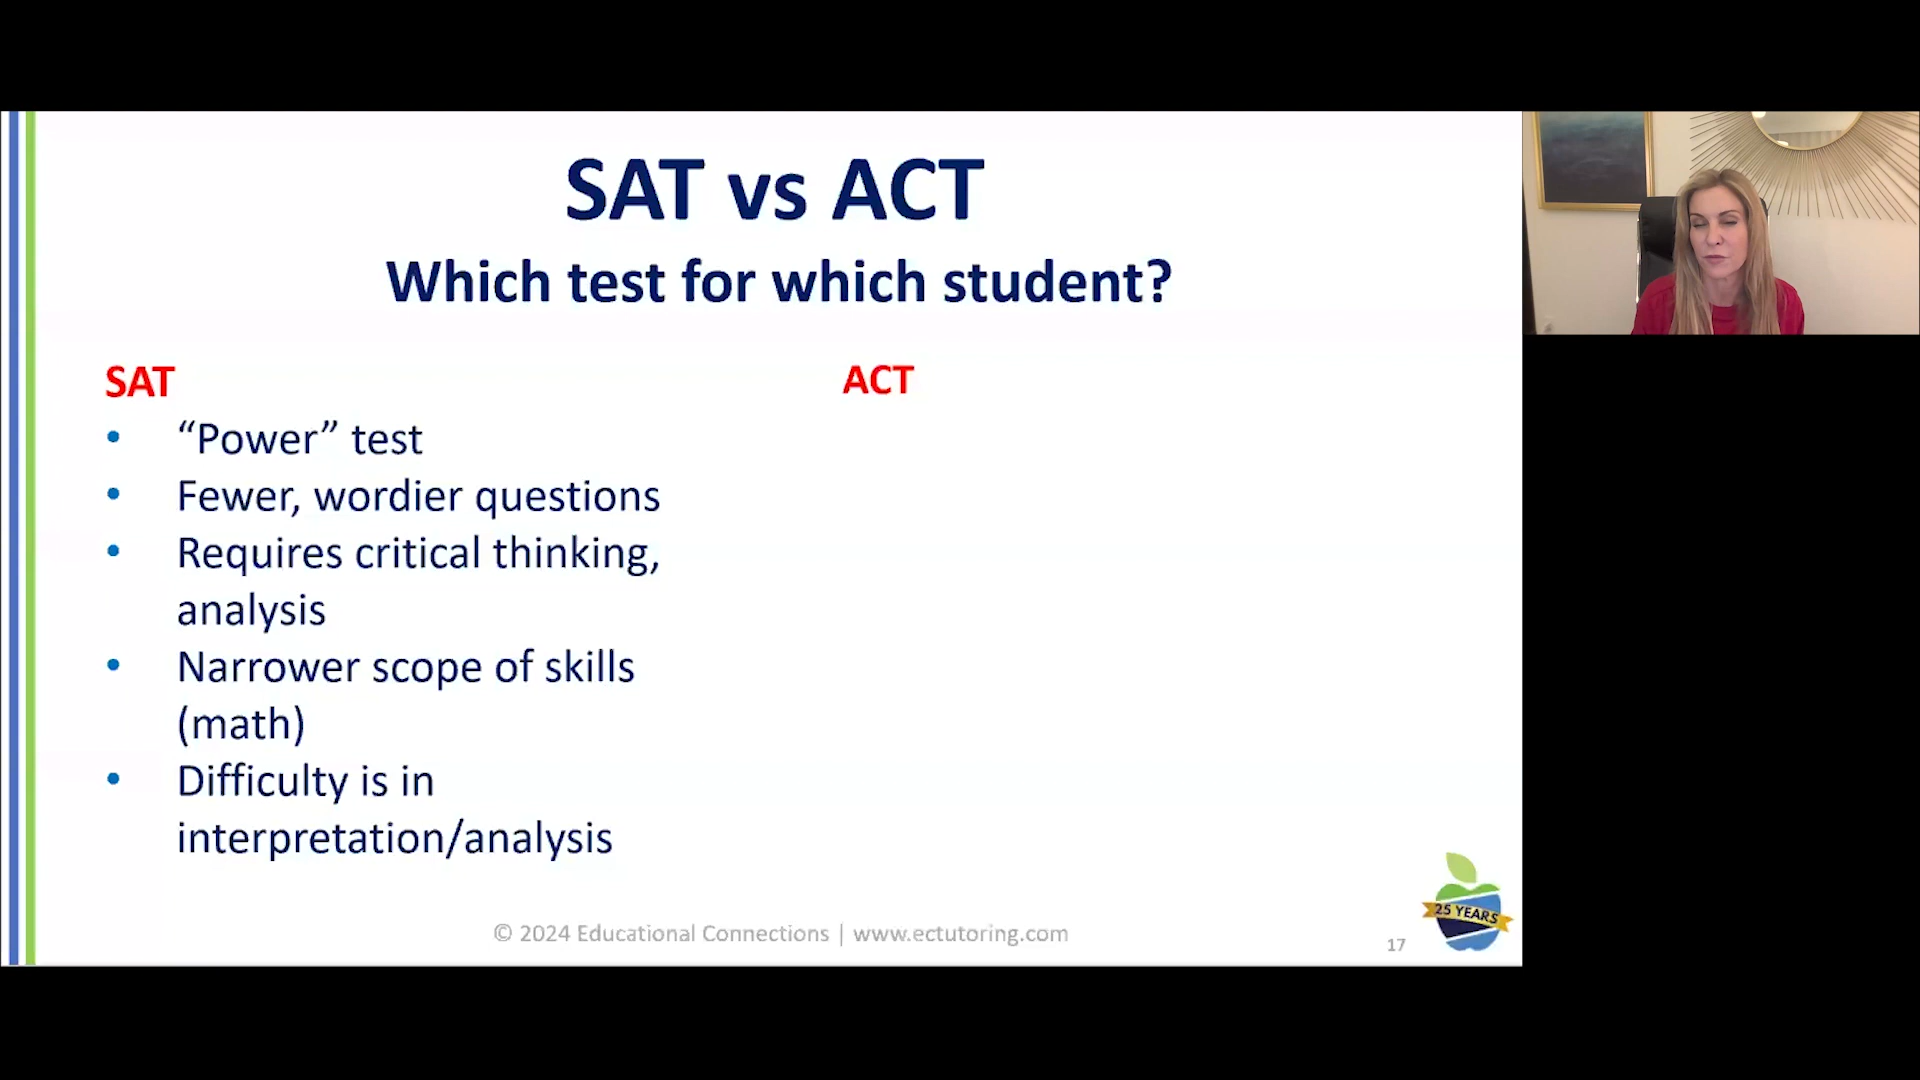 SAT vs ACT
Which test for which student?
SAT
• “Power” test
• Fewer, wordier questions
• Requires critical thinking,
analysis
• Narrower scope of skills
(math)
• Difficulty is in
interpretation/analysis
ACT
© 2024 Educational Connections | www.ectutoring.com
17
25 YEARS